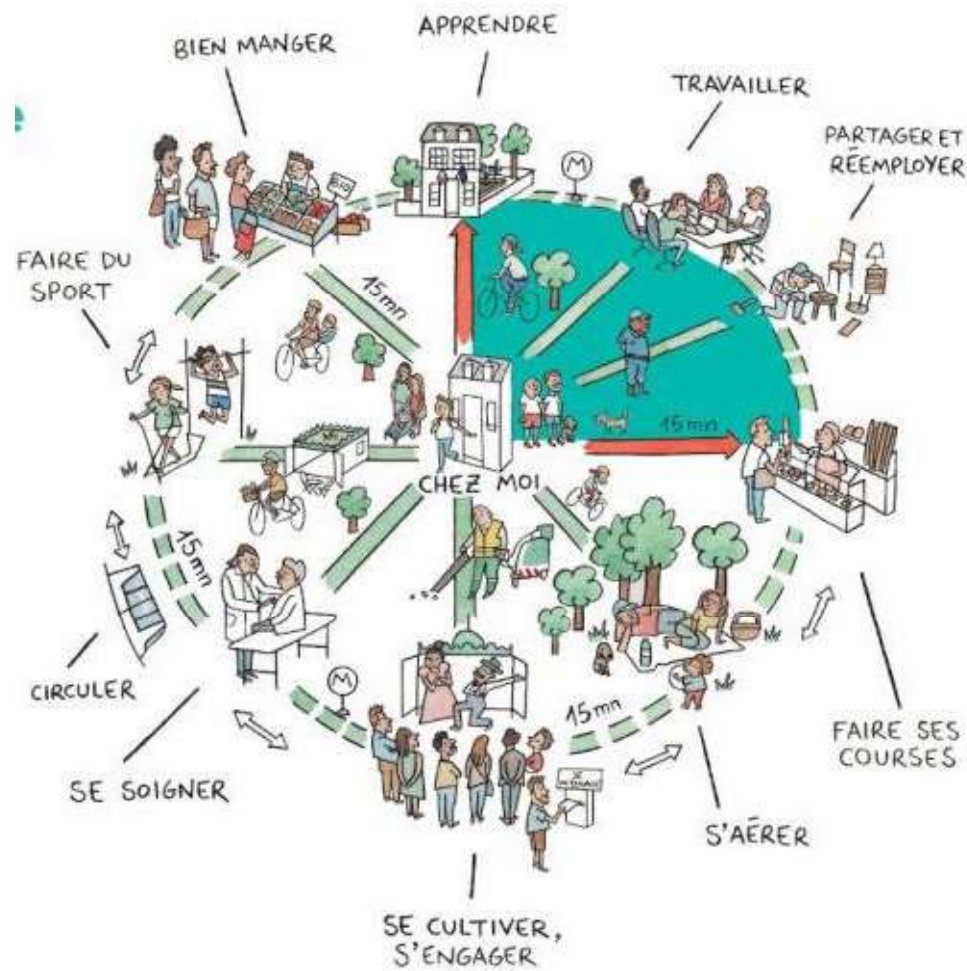 APPRENDRE
BIEN MANGER
TRAVAILLER
PARTAGER ET
RÉEMPLOYER
e
BIO
M
FAIRE DU
SPORT
15mn
15mn
CHEZ MOI
15mn
CIRCULER
M
15mn
SE SOIGNER
FAIRE SES
COURSES
S'AÉRER
SE CULTIVER,
S'ENGAGER